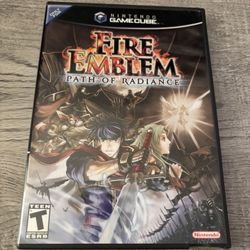 NINTENDO
GAMECUBE
FIRE
EMBLEM
PATH OF RADIANCE
TEEN
T
ESRB
Nintendo